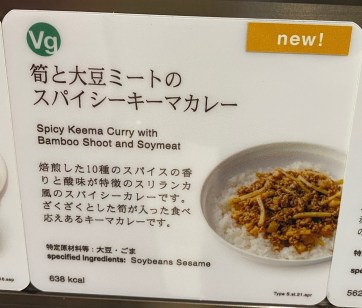 Vg
new!
筍と大豆ミートの
スパイシーキーマカレー
Spicy Keema Curry with
Bamboo Shoot and Soymeat
焙煎した10種のスパイスの香
りと酸味が特徴のスリランカ
風のスパイシーカレーです。
ざくざくとした筍が入った食べ
応えあるキーマカレーです。
特定原材料等：大豆・ごま
specified ingredients: Soybeans Sesame
638 kcal